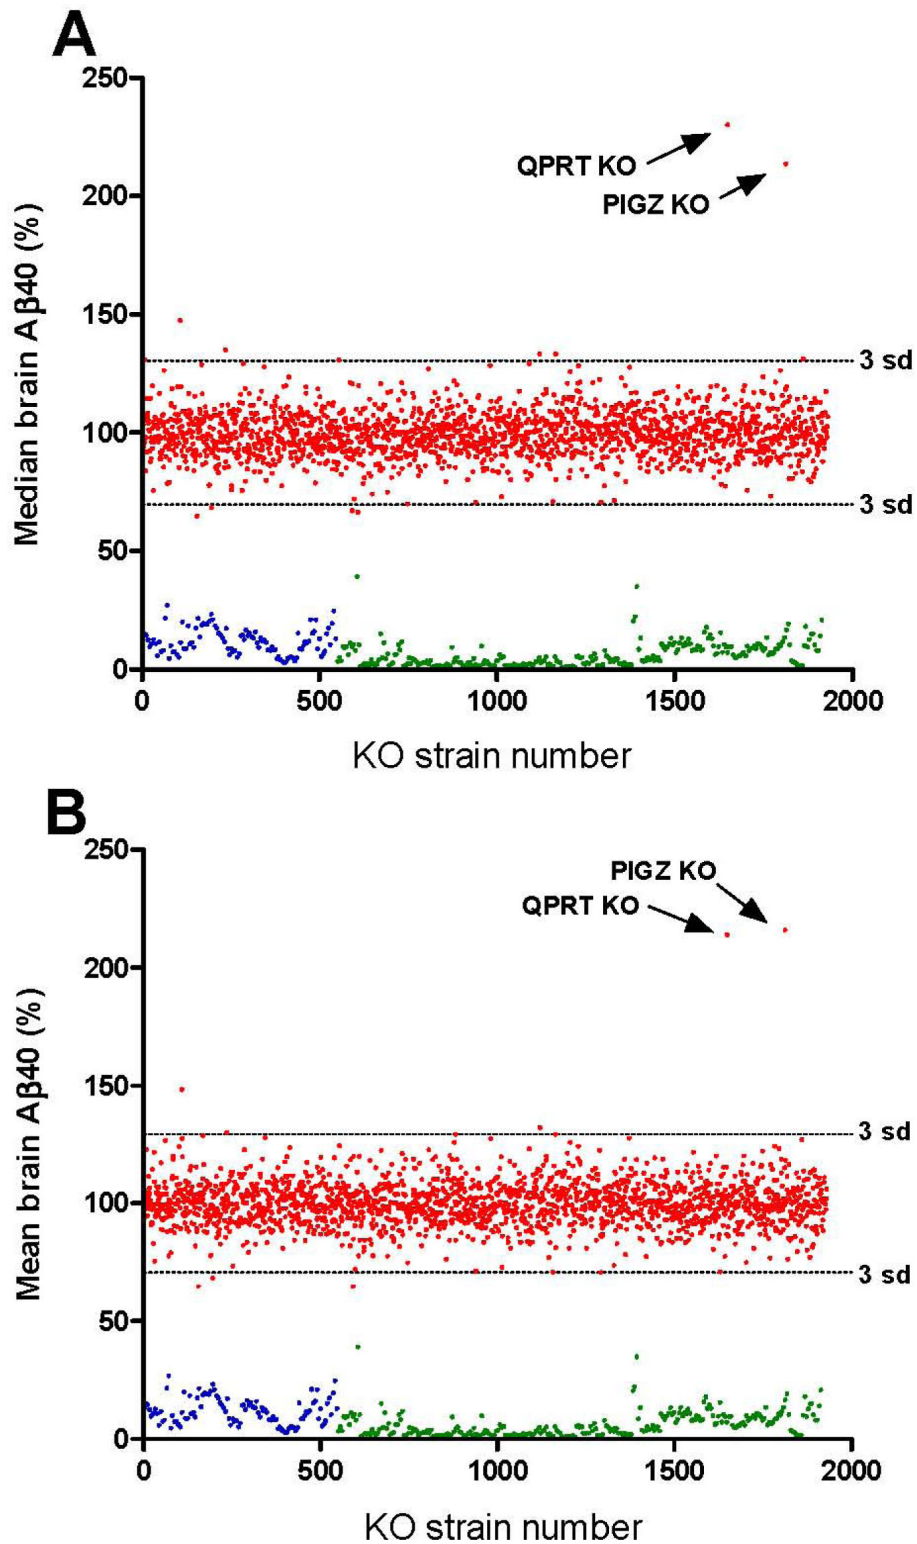 A
250
200
150
100
50
0
Median brain Aβ40 (%)
QPRT KO
PIGZ KO
3 sd
3 sd
0 500 1000 1500 2000
KO strain number
B
250
200
150
100
50
0
Mean brain Aβ40 (%)
PIGZ KO
QPRT KO
3 sd
3 sd
0 500 1000 1500 2000
KO strain number